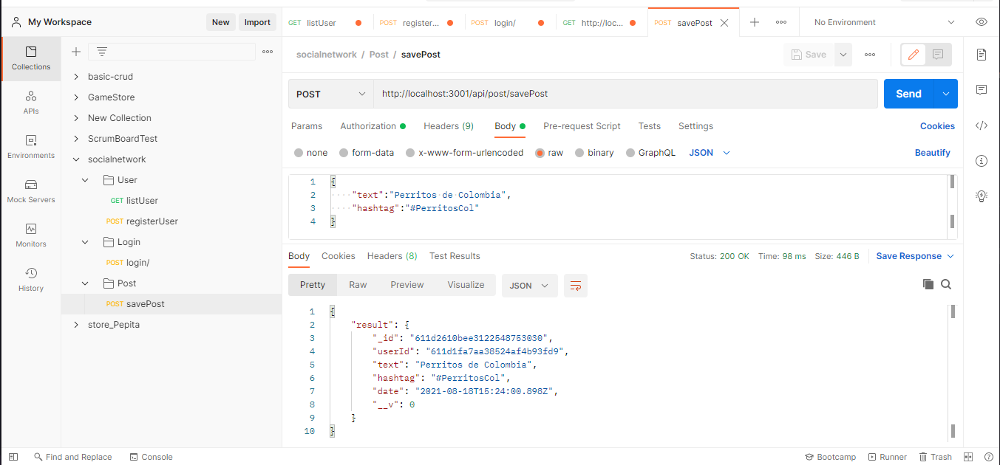 My Workspace New Import
GET listUser POST register... POST login/ GET http://loc... POST savePost No Environment
Collections
APIs
Environments
Mock Servers
Monitors
History
basic-crud
GameStore
New Collection
ScrumBoardTest
socialnetwork
User
GET listUser
POST registerUser
Login
POST login/
Post
POST savePost
store_Pepita
socialnetwork / Post / savePost Save
POST http://localhost:3001/api/post/savePost Send
Params Authorization Headers (9) Body Pre-request Script Tests Settings Cookies
none form-data x-www-form-urlencoded raw binary GraphQL JSON Beautify
1 {
2 "text":"Perritos de Colombia",
3 "hashtag":"#PerritosCol"
4 }
Body Cookies Headers (8) Test Results Status: 200 OK Time: 98 ms Size: 446 B Save Response
Pretty Raw Preview Visualize JSON
1 {
2 "result": {
3 "_id": "611d2610bee3122548753030",
4 "userId": "611d1fa7aa38524af4b93fd9",
5 "text": "Perritos de Colombia",
6 "hashtag": "#PerritosCol",
7 "date": "2021-08-18T15:24:00.898Z",
8 "__v": 0
9 }
10 }
Find and Replace Console Bootcamp Runner Trash